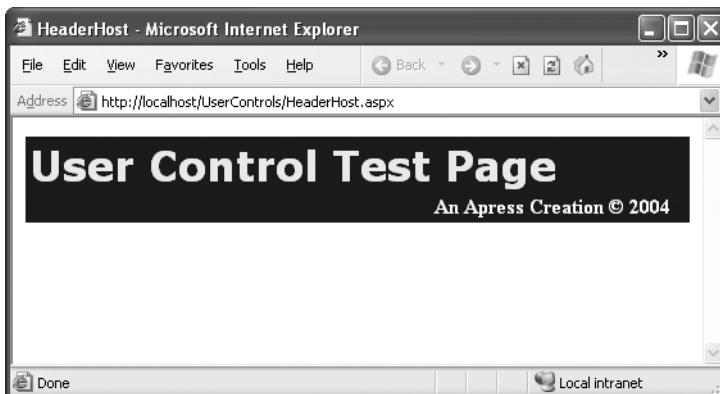 HeaderHost - Microsoft Internet Explorer
File Edit View Favorites Tools Help Back »
Address http://localhost/UserControls/HeaderHost.aspx
User Control Test Page
An Apress Creation © 2004
Done Local intranet